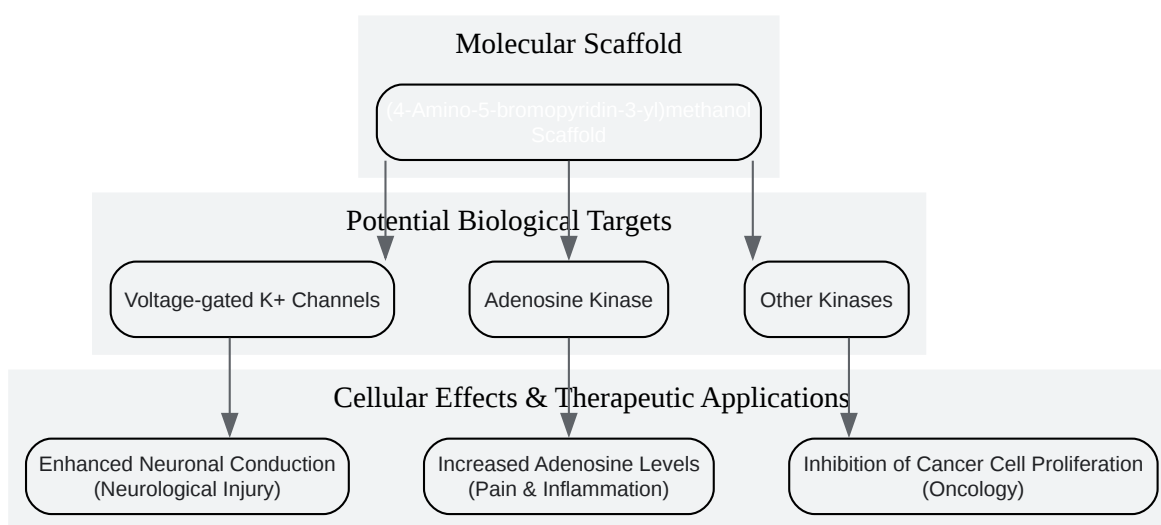 Molecular Scaffold
(4-Amino-5-bromopyridin-3-yl)methanol
Scaffold
Potential Biological Targets
Voltage-gated K+ Channels
Adenosine Kinase
Other Kinases
Cellular Effects & Therapeutic Applications
Enhanced Neuronal Conduction
(Neurological Injury)
Increased Adenosine Levels
(Pain & Inflammation)
Inhibition of Cancer Cell Proliferation
(Oncology)